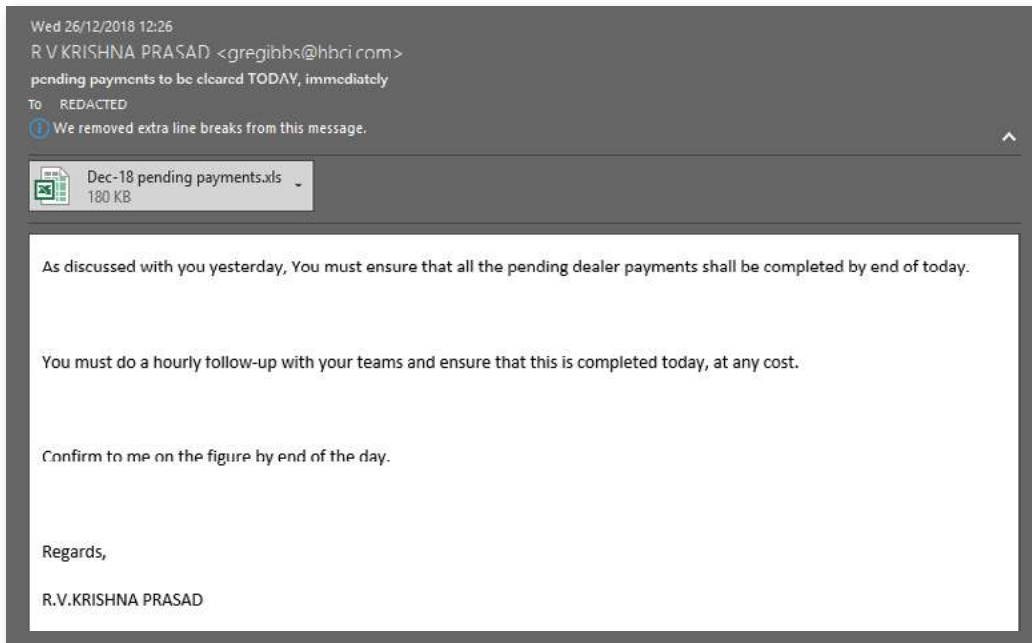 Wed 26/12/2018 12:26
R V KRISHNA PRASAD <gregibbs@hbci.com>
pending payments to be cleared TODAY, immediately
To REDACTED
We removed extra line breaks from this message.
Dec-18 pending payments.xls
180 KB
As discussed with you yesterday, You must ensure that all the pending dealer payments shall be completed by end of today.
You must do a hourly follow-up with your teams and ensure that this is completed today, at any cost.
Confirm to me on the figure by end of the day.
Regards,
R.V.KRISHNA PRASAD